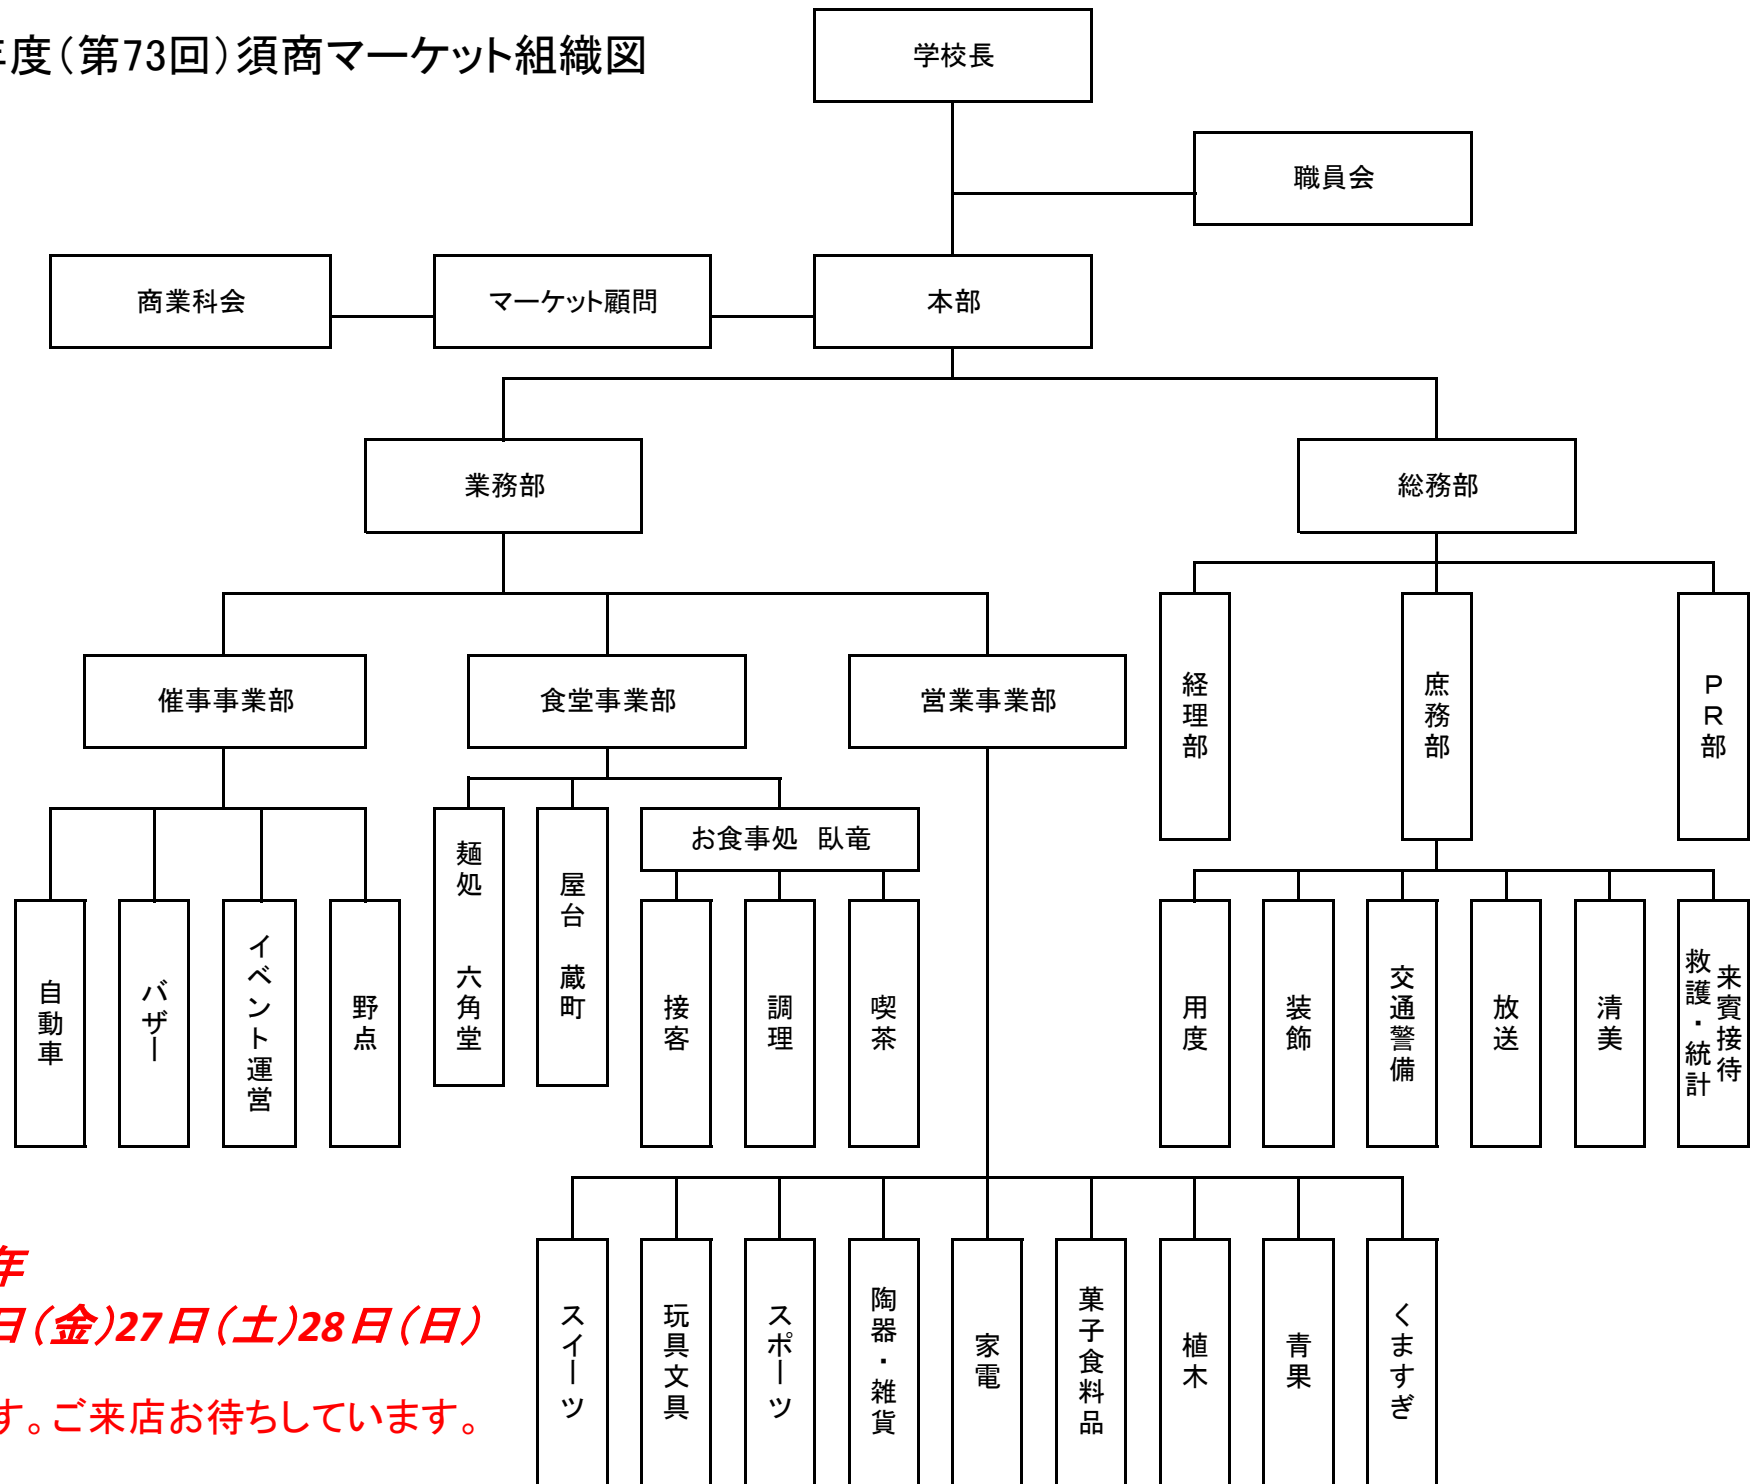 年度（第73回）須商マーケット組織図
学校長
職員会
商業科会
マーケット顧問
本部
業務部
総務部
催事事業部
食堂事業部
営業事業部
経理部
庶務部
ＰＲ部
麺処　六角堂
屋台　蔵町
お食事処　臥竜
自動車
バザー
イベント運営
野点
接客
調理
喫茶
用度
装飾
交通警備
放送
清美
来賓接待
救護・統計
スイーツ
玩具文具
スポーツ
陶器・雑貨
家電
菓子食料品
植木
青果
くますぎ
年
日（金）27日（土）28日（日）
す。ご来店お待ちしています。